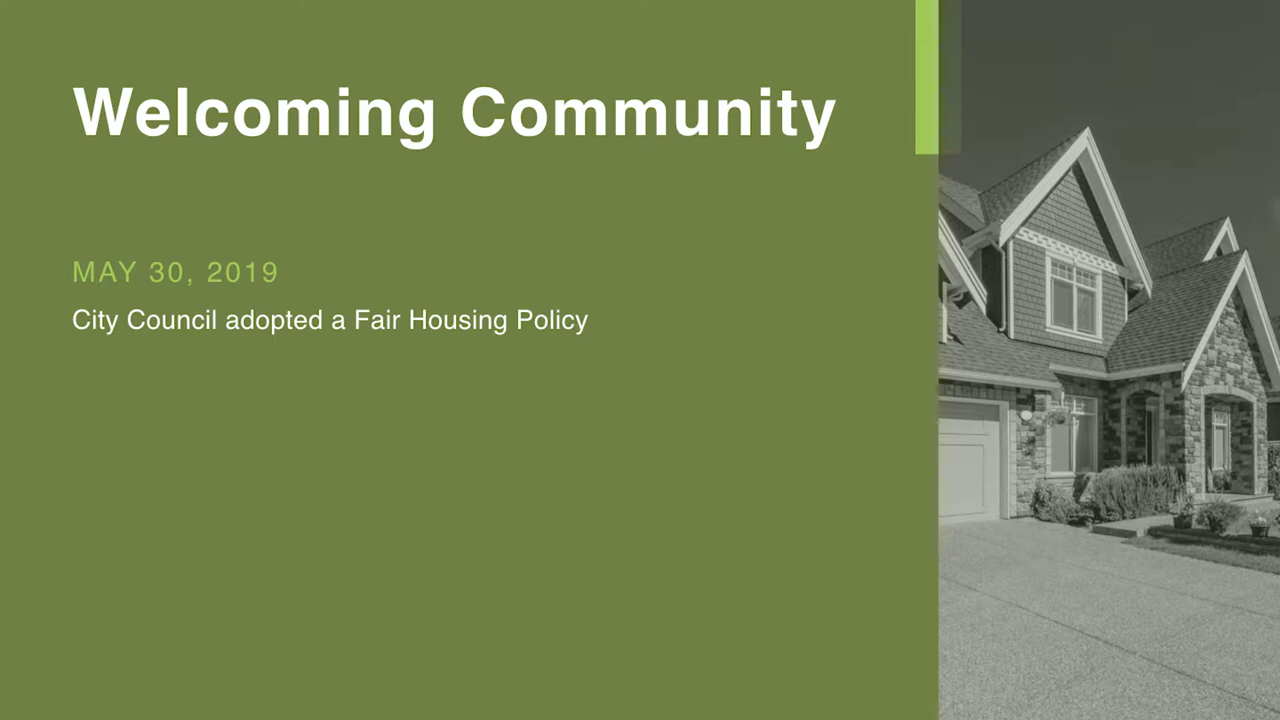 Welcoming Community
MAY 30, 2019
City Council adopted a Fair Housing Policy